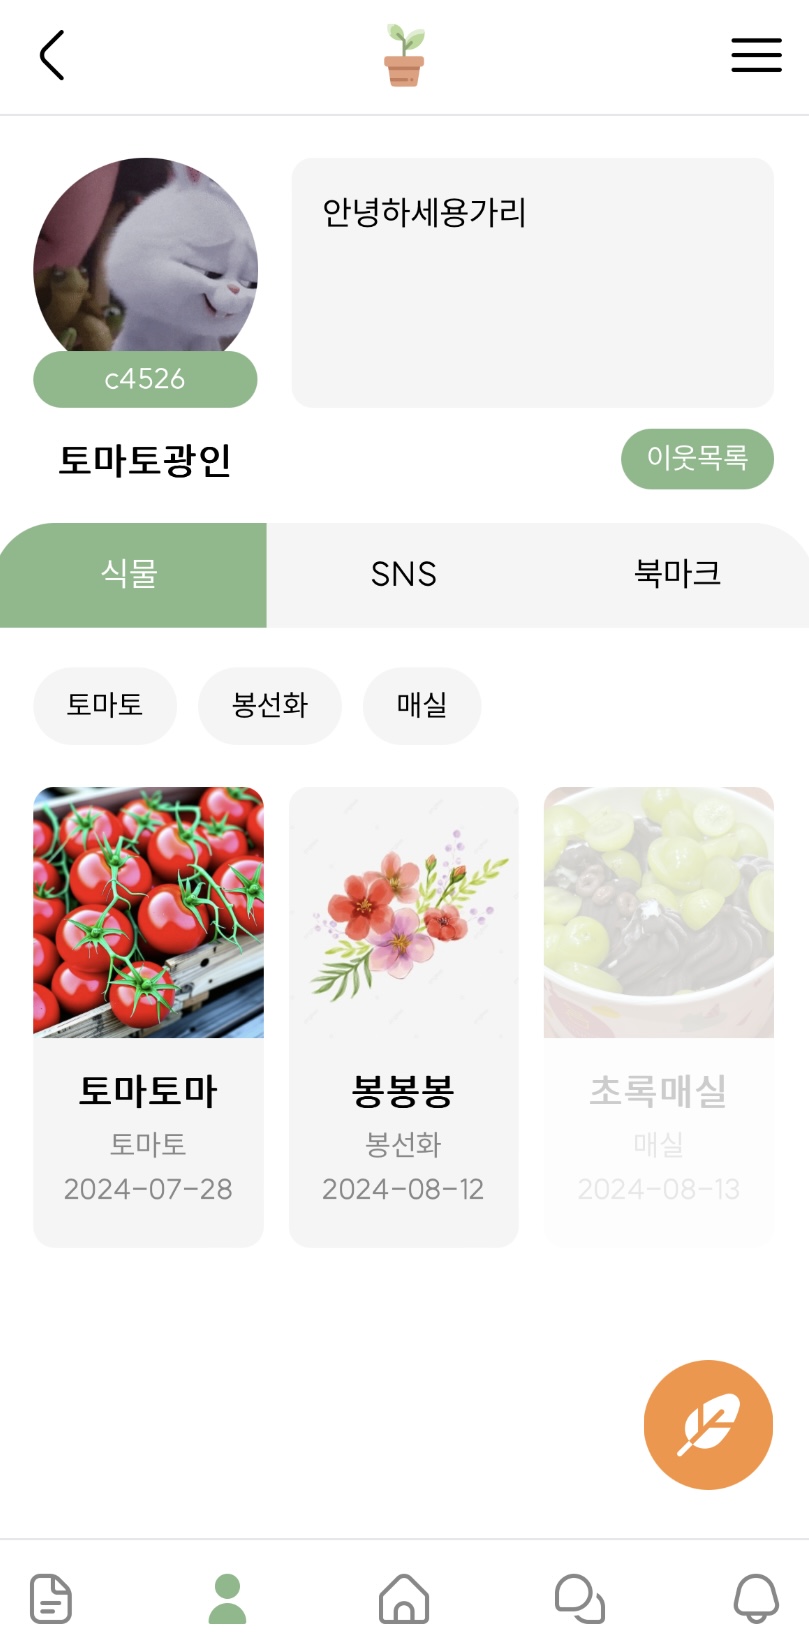 안녕하세용가리
c4526
토마토광인
이웃목록
식물
SNS
북마크
토마토
봉선화
매실
토마토마
토마토
2024-07-28
봉봉봉
봉선화
2024-08-12
초록매실
매실
2024-08-13